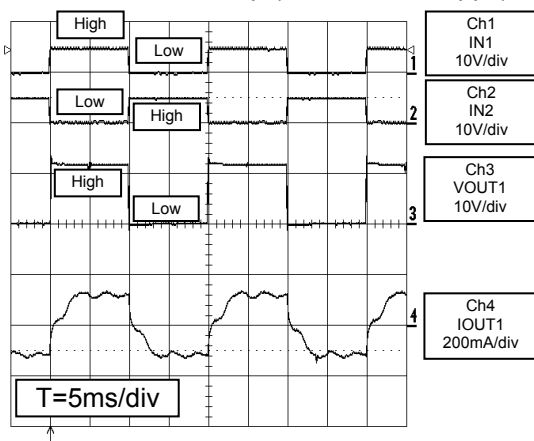 High
Low
1
Ch1
IN1
10V/div
Low
High
2
Ch2
IN2
10V/div
High
Low
3
Ch3
VOUT1
10V/div
4
Ch4
IOUT1
200mA/div
T=5ms/div